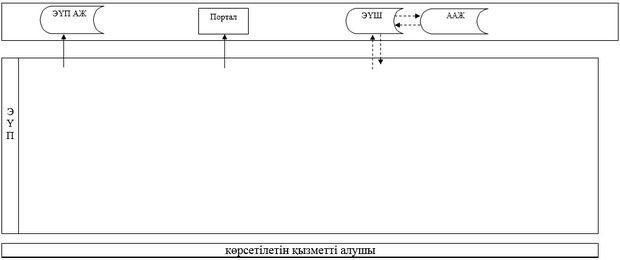 ЭҮП АЖ
Портал
ЭҮШ
ААЖ
Э
Ү
П
көрсетілетін қызметті алушы